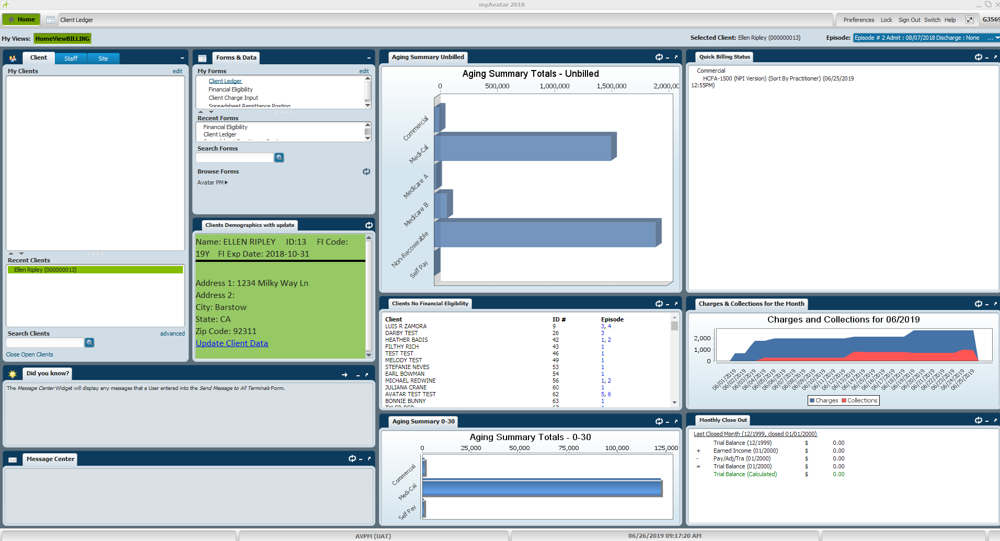 myAvatar 2018
Home
Client Ledger
Preferences Lock Sign Out Switch Help
G3569
My Views: HomeViewBILLING
Selected Client: Ellen Ripley (000000013)
Episode: Episode # 2 Admit : 08/07/2018 Discharge : None ...
Client Staff Site
My Clients edit
Recent Clients
Ellen Ripley (000000013)
Search Clients advanced
Close Open Clients
Forms & Data
My Forms edit
Client Ledger
Financial Eligibility
Client Charge Input
Spreadsheet Remittance Posting
Recent Forms
Financial Eligibility
Client Ledger
Search Forms
Browse Forms
Avatar PM
Clients Demographics with update
Name: ELLEN RIPLEY ID:13 FI Code:
19Y FI Exp Date: 2018-10-31
Address 1: 1234 Milky Way Ln
Address 2:
City: Barstow
State: CA
Zip Code: 92311
Update Client Data
Did you know?
The Message Center Widget will display any messages that a User entered into the Send Message to All Terminals Form.
Message Center
Aging Summary Unbilled
Aging Summary Totals - Unbilled
0 500,000 1,000,000 1,500,000 2,000,00
Commercial
Medi-Cal
Medicare A
Medicare B
Non-Recoverable
Self Pay
Clients No Financial Eligibility
Client ID # Episode
LUIS R ZAMORA 9 3, 4
DARBY TEST 26 3
HEATHER BADIS 42 1, 2
FILTHY RICH 43 1
TEST TEST 46 1
MELODY TEST 49 1
STEFANIE NEVES 53 1
EARL BOWMAN 54 1
MICHAEL REDWINE 56 1, 2
JULIANA CRANE 60 1
AVATAR TEST TEST 62 5, 6
BONNIE BUNNY 63 1
TYLER RED 67 1
Aging Summary 0-30
Aging Summary Totals - 0-30
0 25,000 50,000 75,000 100,000 125,000
Commercial
Medi-Cal
Self Pay
Quick Billing Status
Commercial
HCFA-1500 (NPI Version) (Sort By Practitioner) (06/25/2019
12:55PM)
Charges & Collections for the Month
Charges and Collections for 06/2019
2,000
1,000
0
06/01/2019
06/02/2019
06/03/2019
06/04/2019
06/05/2019
06/06/2019
06/07/2019
06/08/2019
06/09/2019
06/10/2019
06/11/2019
06/12/2019
06/13/2019
06/14/2019
06/15/2019
06/16/2019
06/17/2019
06/18/2019
06/19/2019
06/20/2019
06/21/2019
06/22/2019
06/23/2019
06/24/2019
06/25/2019
Charges Collections
Monthly Close Out
Last Closed Month (12/1999, closed 01/01/2000)
Trial Balance (12/1999) $ 0.00
+ Earned Income (01/2000) $ 0.00
- Pay/Adj/Tra (01/2000) $ 0.00
= Trial Balance (01/2000) $ 0.00
Trial Balance (Calculated) $ 0.00
AVPM (UAT)
06/26/2019 09:17:20 AM